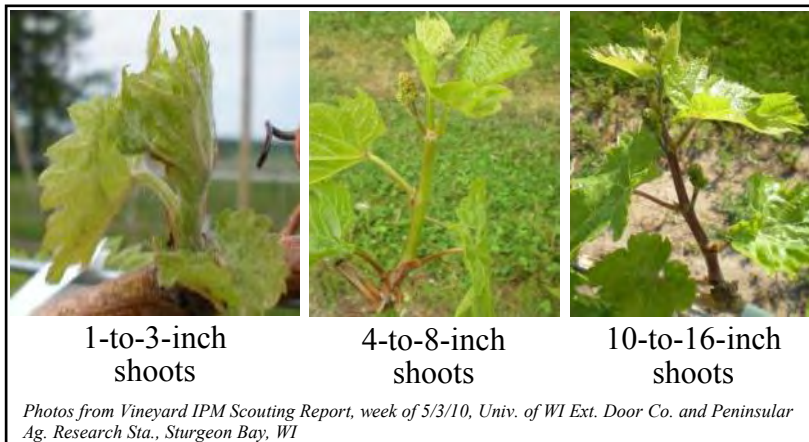 1-to-3-inch
shoots
4-to-8-inch
shoots
10-to-16-inch
shoots
Photos from Vineyard IPM Scouting Report, week of 5/3/10, Univ. of WI Ext. Door Co. and Peninsular
Ag. Research Sta., Sturgeon Bay, WI